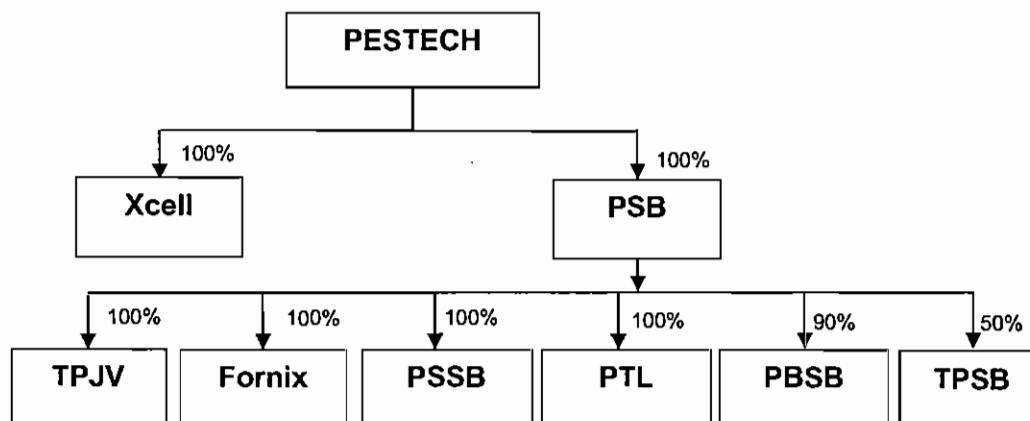 PESTECH
100%
100%
Xcell
PSB
100%
100%
100%
100%
90%
50%
TPJV
Fornix
PSSB
PTL
PBSB
TPSB